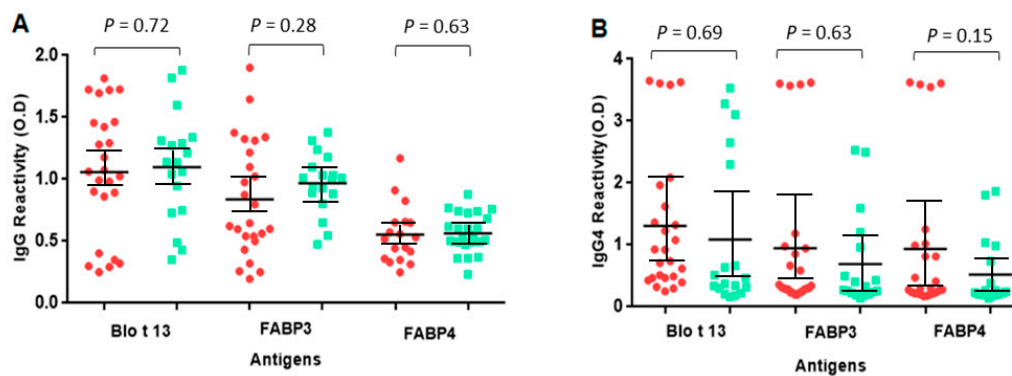 A
P = 0.72
P = 0.28
P = 0.63
IgG Reactivity (O.D)
2.0
1.5
1.0
0.5
0.0
Blo t 13
FABP3
FABP4
Antigens
B
P = 0.69
P = 0.63
P = 0.15
IgG4 Reactivity(O.D)
4
3
2
1
0
Blo t 13
FABP3
FABP4
Antigens